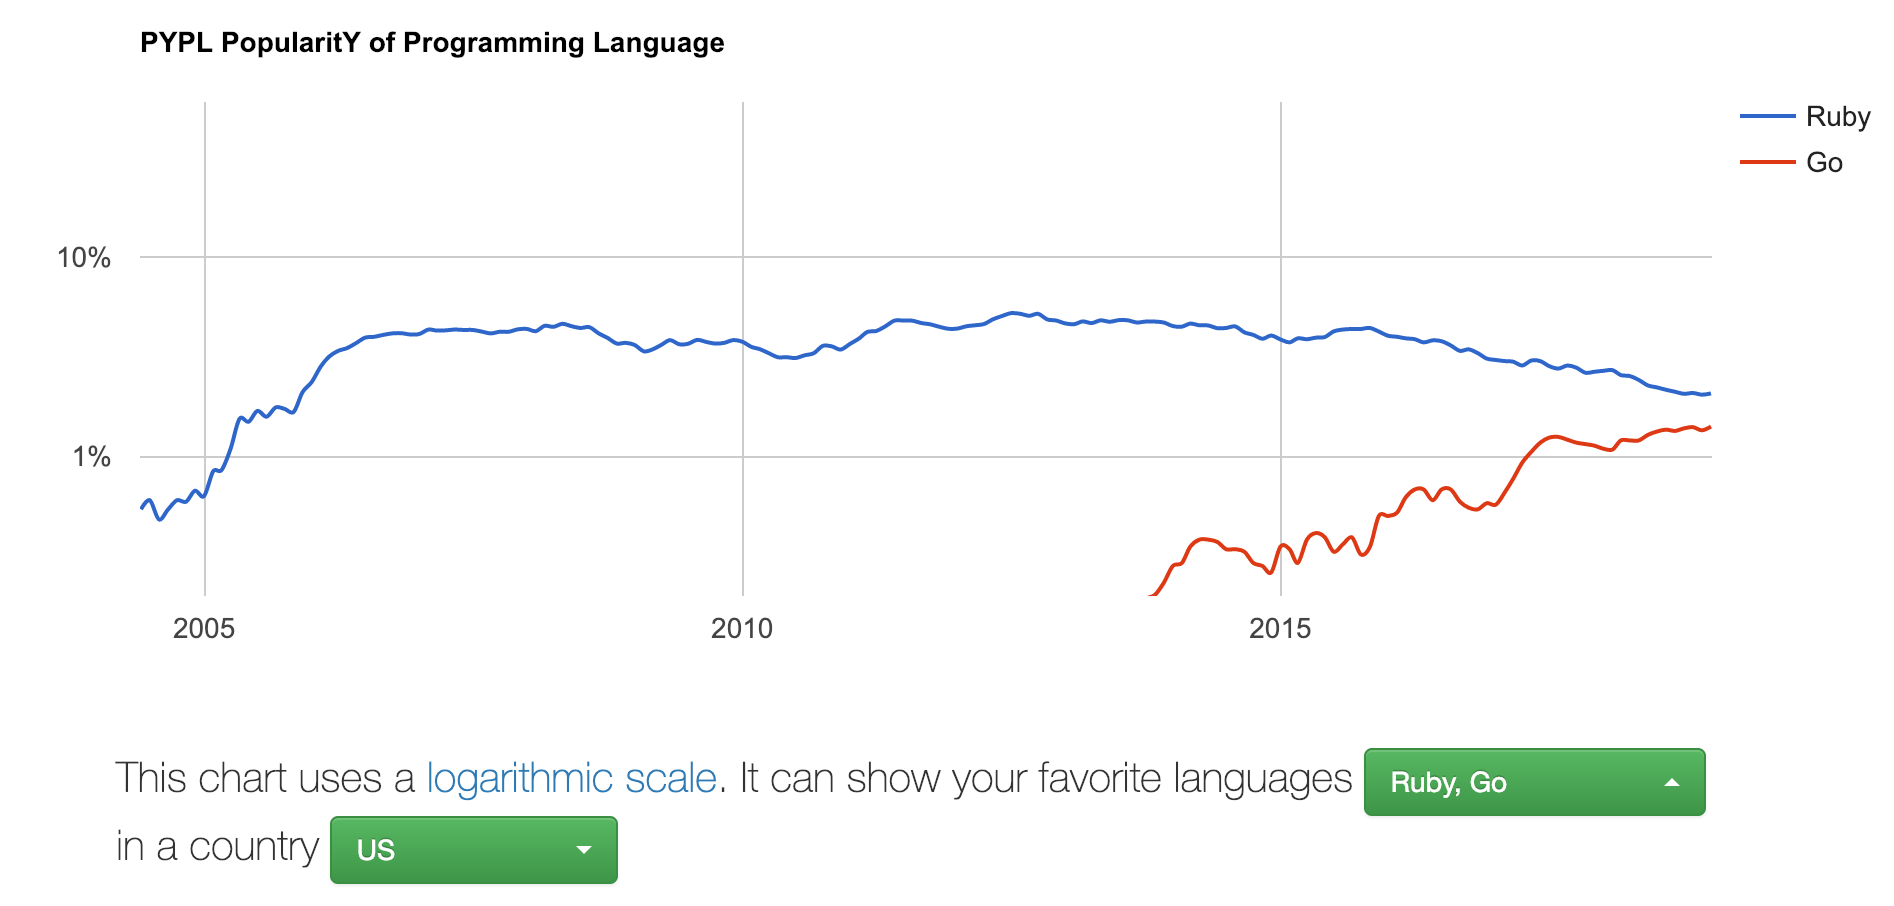 PYPL PopularitY of Programming Language
Ruby
Go
10%
1%
2005 2010 2015
This chart uses a logarithmic scale. It can show your favorite languages Ruby, Go
in a country US